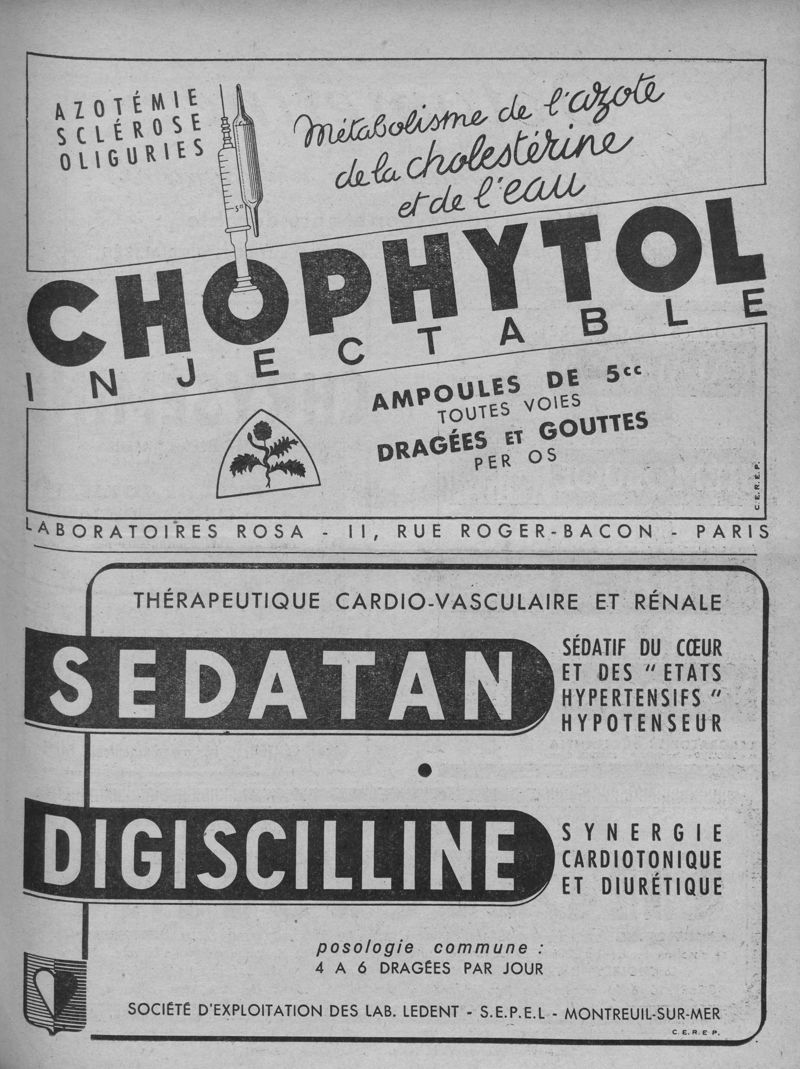 AZOTÉMIE
SCLÉROSE
OLIGURIES
Métabolisme de l'azote
de la cholestérine
et de l'eau
CHOPHYTOL
INJECTABLE
AMPOULES DE 5cc
TOUTES VOIES
DRAGÉES ET GOUTTES
PER OS
C.E.R.E.P.
LABORATOIRES ROSA - 11, RUE ROGER-BACON - PARIS
THÉRAPEUTIQUE CARDIO-VASCULAIRE ET RÉNALE
SEDATAN
SÉDATIF DU CŒUR
ET DES "ETATS
HYPERTENSIFS"
HYPOTENSEUR
DIGISCILLINE
SYNERGIE
CARDIOTONIQUE
ET DIURÉTIQUE
posologie commune :
4 A 6 DRAGÉES PAR JOUR
SOCIÉTÉ D'EXPLOITATION DES LAB. LEDENT - S.E.P.E.L - MONTREUIL-SUR-MER
C.E.R.E.P.